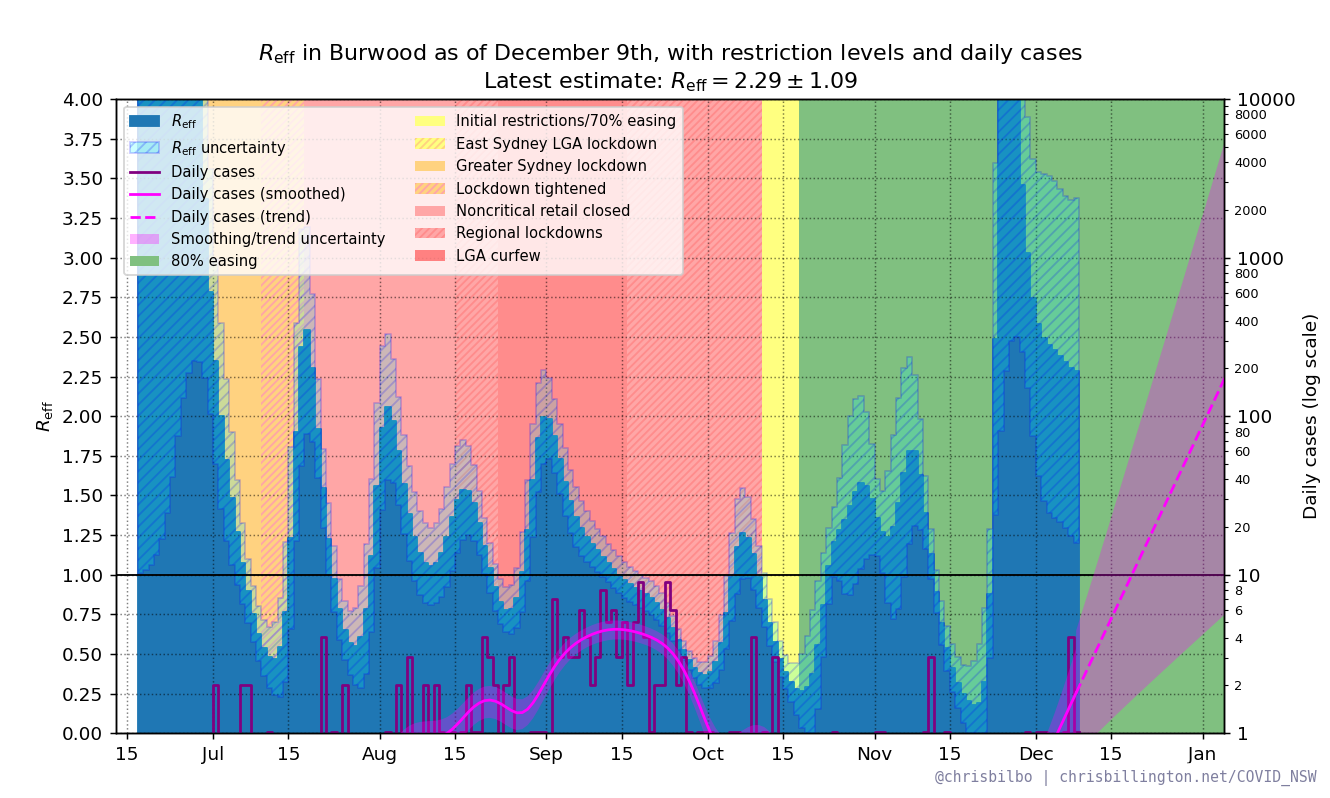 Reff in Burwood as of December 9th, with restriction levels and daily cases
Latest estimate: Reff = 2.29 ± 1.09
Reff
Reff uncertainty
Daily cases
Daily cases (smoothed)
Daily cases (trend)
Smoothing/trend uncertainty
80% easing
Initial restrictions/70% easing
East Sydney LGA lockdown
Greater Sydney lockdown
Lockdown tightened
Noncritical retail closed
Regional lockdowns
LGA curfew
Reff
4.00
3.75
3.50
3.25
3.00
2.75
2.50
2.25
2.00
1.75
1.50
1.25
1.00
0.75
0.50
0.25
0.00
10000
8000
6000
4000
2000
1000
800
600
400
200
100
80
60
40
20
10
8
6
4
2
1
Daily cases (log scale)
15 Jul 15 Aug 15 Sep 15 Oct 15 Nov 15 Dec 15 Jan
@chrisbilbo | chrisbillington.net/COVID_NSW